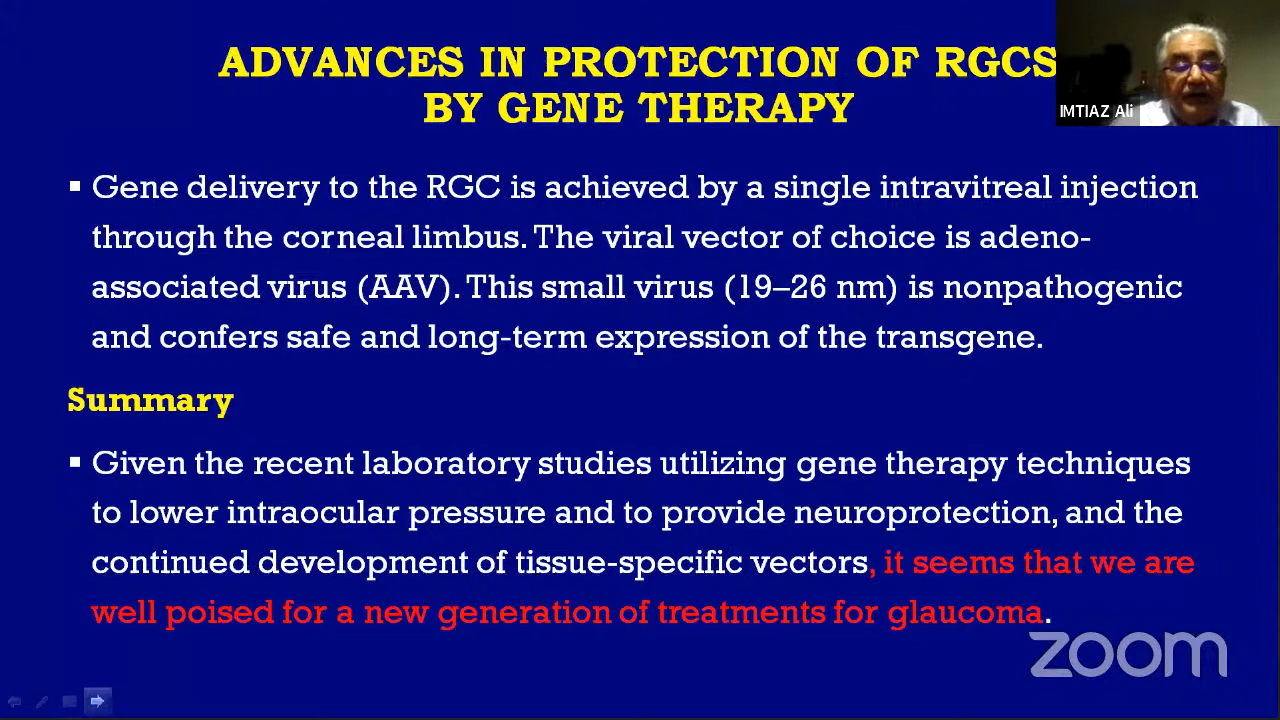 ADVANCES IN PROTECTION OF RGCS
BY GENE THERAPY
IMTIAZ Ali
▪ Gene delivery to the RGC is achieved by a single intravitreal injection
through the corneal limbus. The viral vector of choice is adeno-
associated virus (AAV). This small virus (19–26 nm) is nonpathogenic
and confers safe and long-term expression of the transgene.
Summary
▪ Given the recent laboratory studies utilizing gene therapy techniques
to lower intraocular pressure and to provide neuroprotection, and the
continued development of tissue-specific vectors, it seems that we are
well poised for a new generation of treatments for glaucoma.
zoom